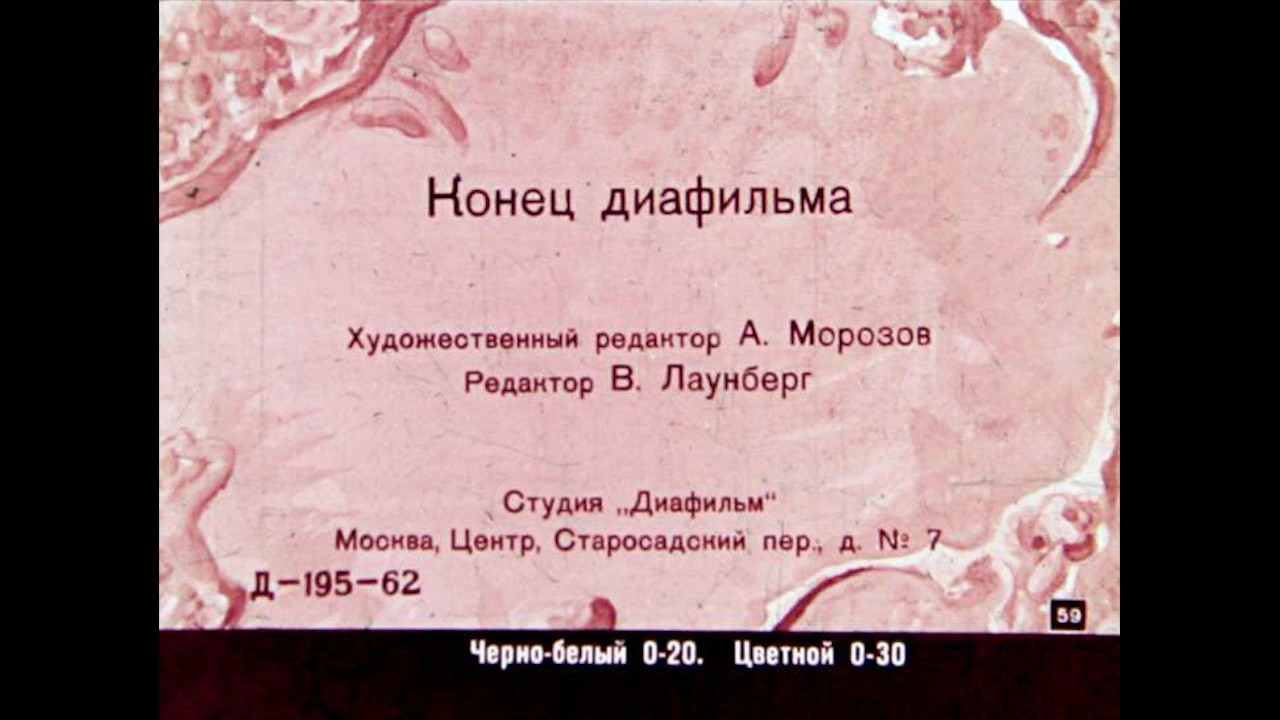 Конец диафильма
Художественный редактор А. Морозов
Редактор В. Лаунберг
Студия „Диафильм“
Москва, Центр, Старосадский пер., д. № 7
Д–195–62
59
Черно-белый 0-20. Цветной 0-30